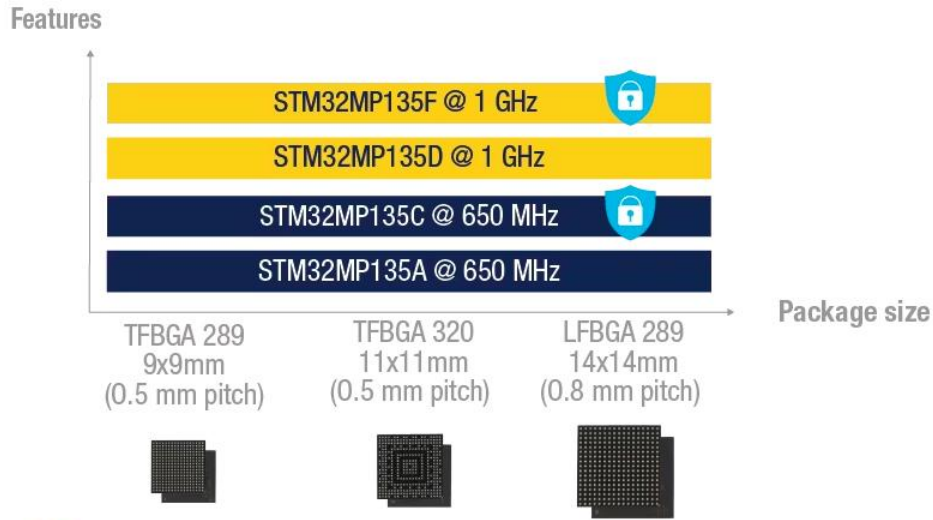 Features
STM32MP135F @ 1 GHz
STM32MP135D @ 1 GHz
STM32MP135C @ 650 MHz
STM32MP135A @ 650 MHz
Package size
TFBGA 289
9x9mm
(0.5 mm pitch)
TFBGA 320
11x11mm
(0.5 mm pitch)
LFBGA 289
14x14mm
(0.8 mm pitch)